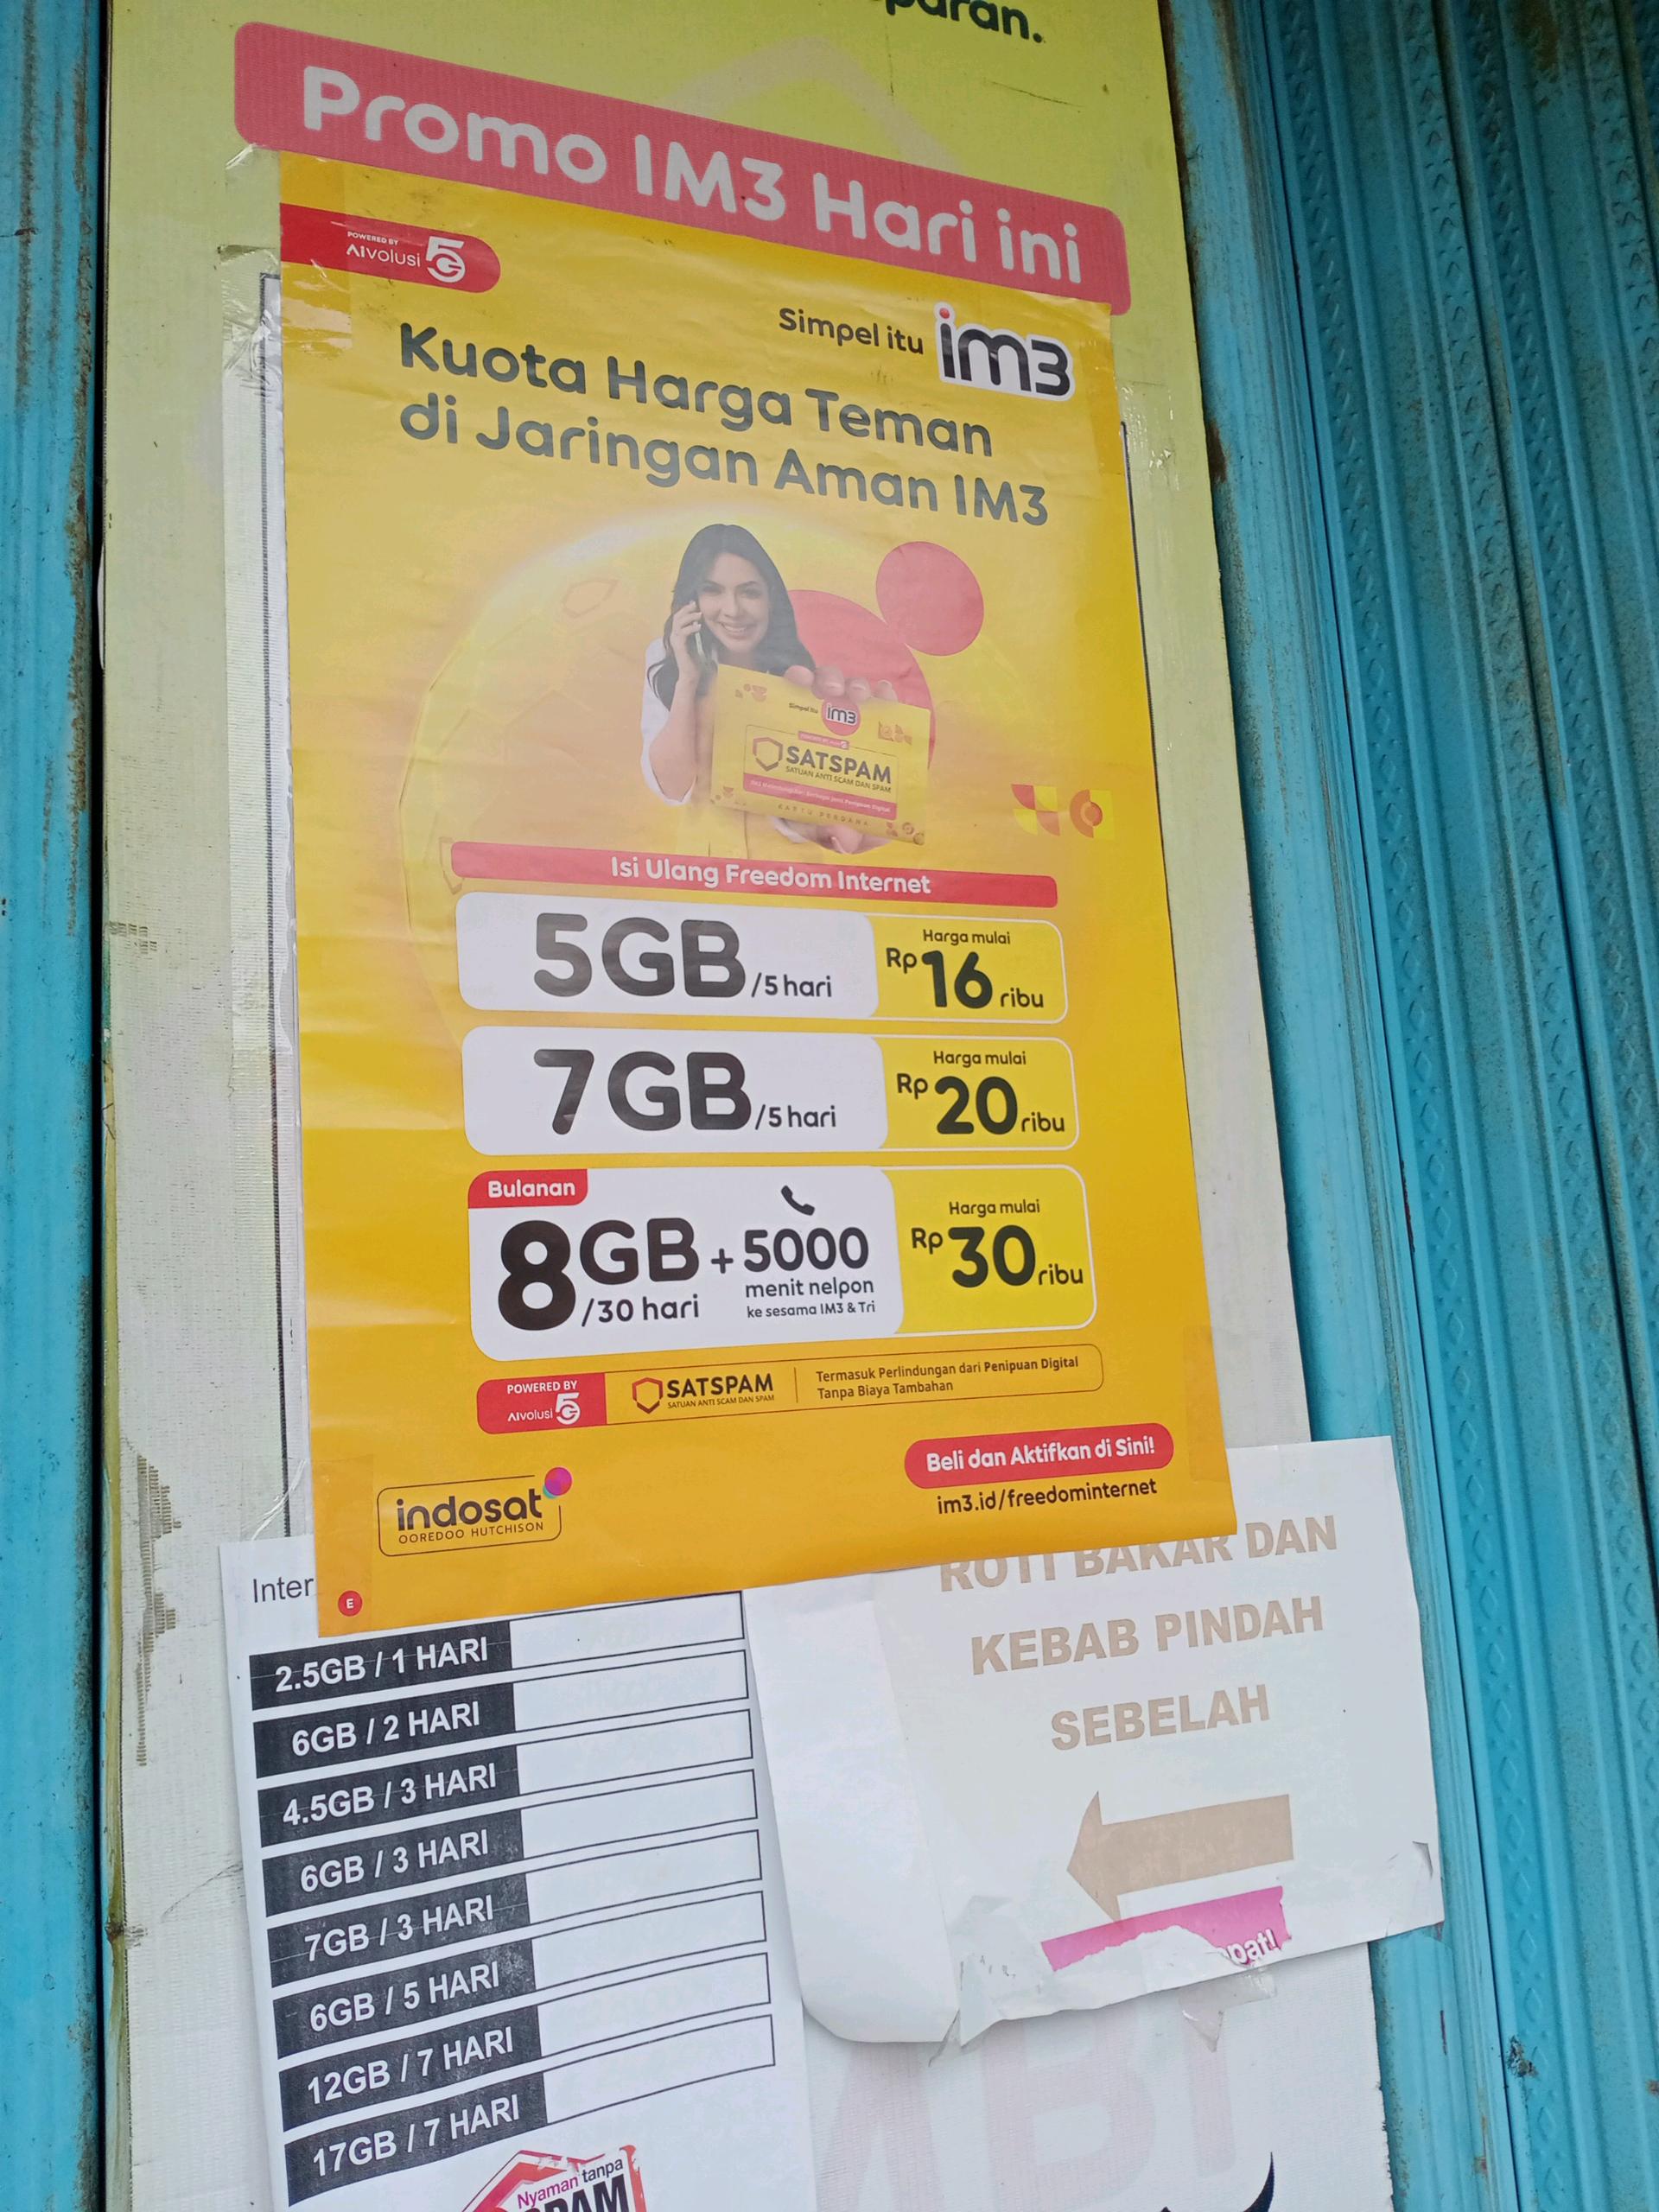 paran.
Promo IM3 Hari ini
POWERED BY
AIvolusi 5G
Simpel itu im3
Kuota Harga Teman
di Jaringan Aman IM3
Simpel itu im3
SATSPAM
SATUAN ANTI SCAM DAN SPAM
KARTU PERDANA
Isi Ulang Freedom Internet
5GB/5 hari
Harga mulai
Rp16 ribu
7GB/5 hari
Harga mulai
Rp20 ribu
Bulanan
8GB/30 hari
+ 5000
menit nelpon
ke sesama IM3 & Tri
Harga mulai
Rp30 ribu
POWERED BY
AIvolusi 5G
SATSPAM
SATUAN ANTI SCAM DAN SPAM
Termasuk Perlindungan dari Penipuan Digital
Tanpa Biaya Tambahan
Beli dan Aktifkan di Sini!
im3.id/freedominternet
indosat
OOREDOO HUTCHISON
E
Inter
2.5GB / 1 HARI
6GB / 2 HARI
4.5GB / 3 HARI
6GB / 3 HARI
7GB / 3 HARI
6GB / 5 HARI
12GB / 7 HARI
17GB / 7 HARI
Nyaman tanpa
PAM
ROTI BAKAR DAN
KEBAB PINDAH
SEBELAH
pat!